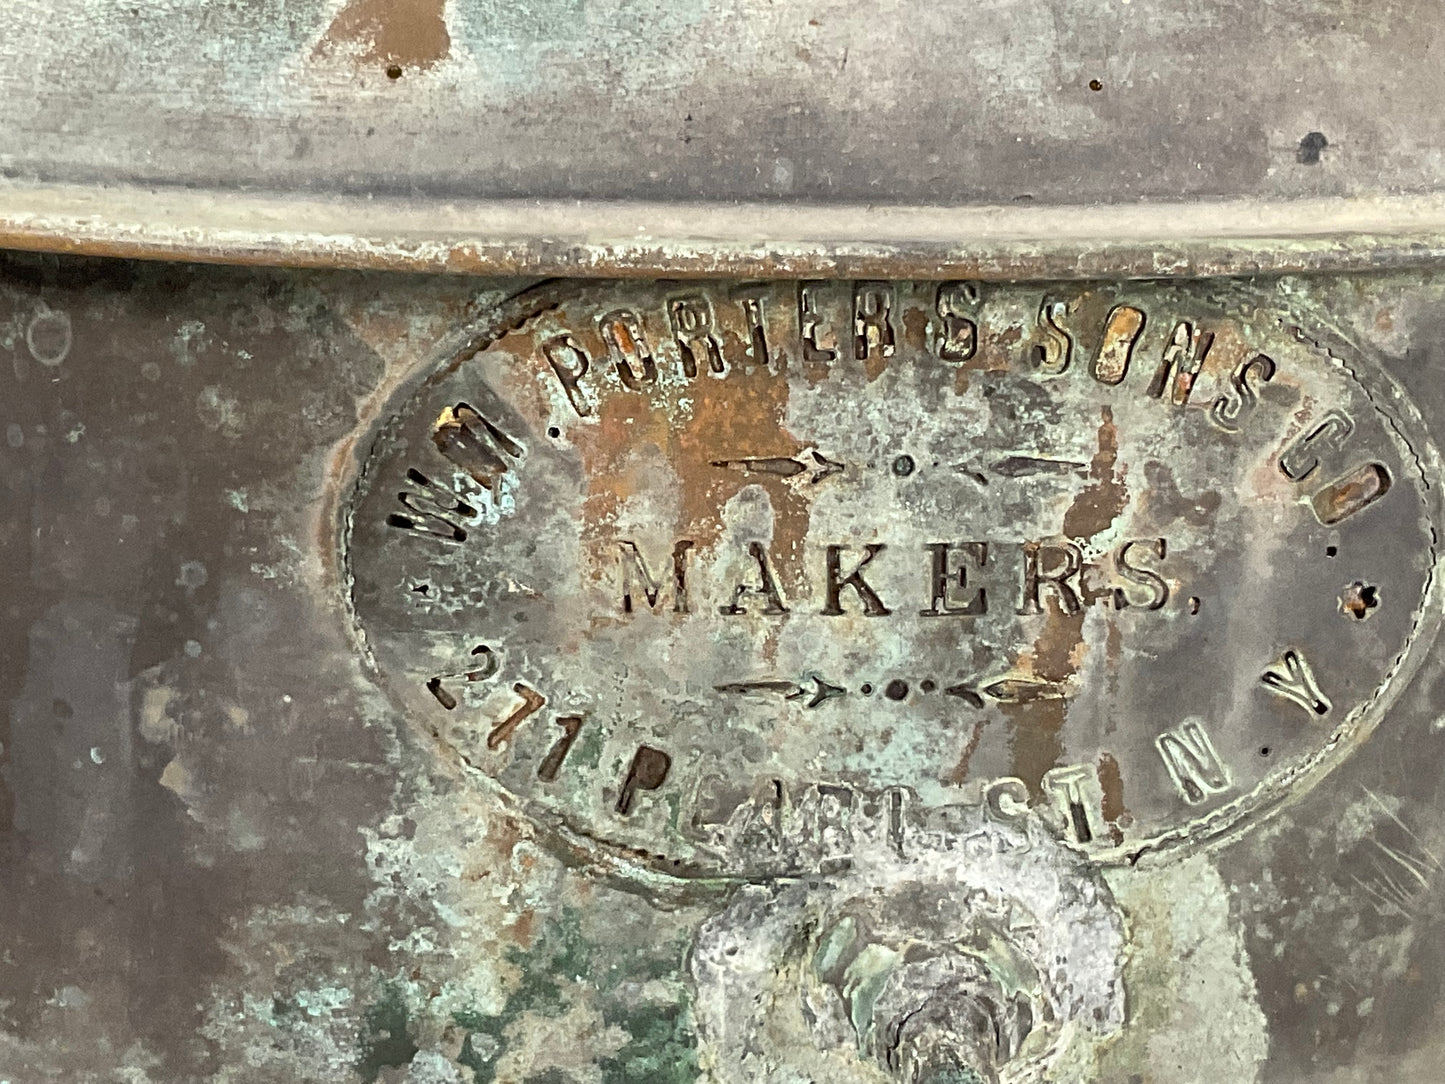 WM PORTER'S SONS CO
MAKERS,
271 PEARL ST N Y